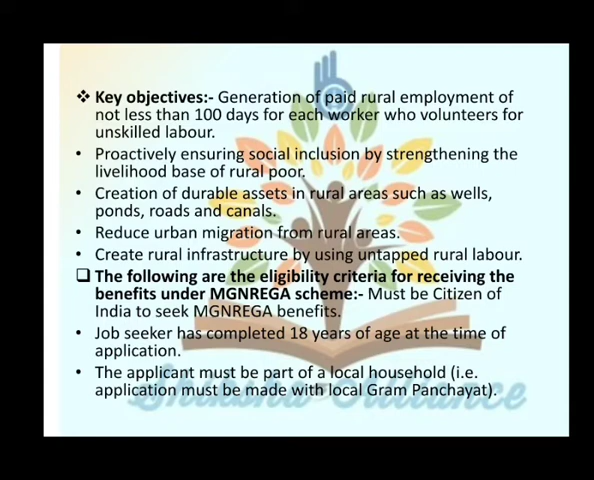 ❖ Key objectives:- Generation of paid rural employment of
not less than 100 days for each worker who volunteers for
unskilled labour.
• Proactively ensuring social inclusion by strengthening the
livelihood base of rural poor.
• Creation of durable assets in rural areas such as wells,
ponds, roads and canals.
• Reduce urban migration from rural areas.
• Create rural infrastructure by using untapped rural labour.
❑ The following are the eligibility criteria for receiving the
benefits under MGNREGA scheme:- Must be Citizen of
India to seek MGNREGA benefits.
• Job seeker has completed 18 years of age at the time of
application.
• The applicant must be part of a local household (i.e.
application must be made with local Gram Panchayat).
Shiksha Guidance